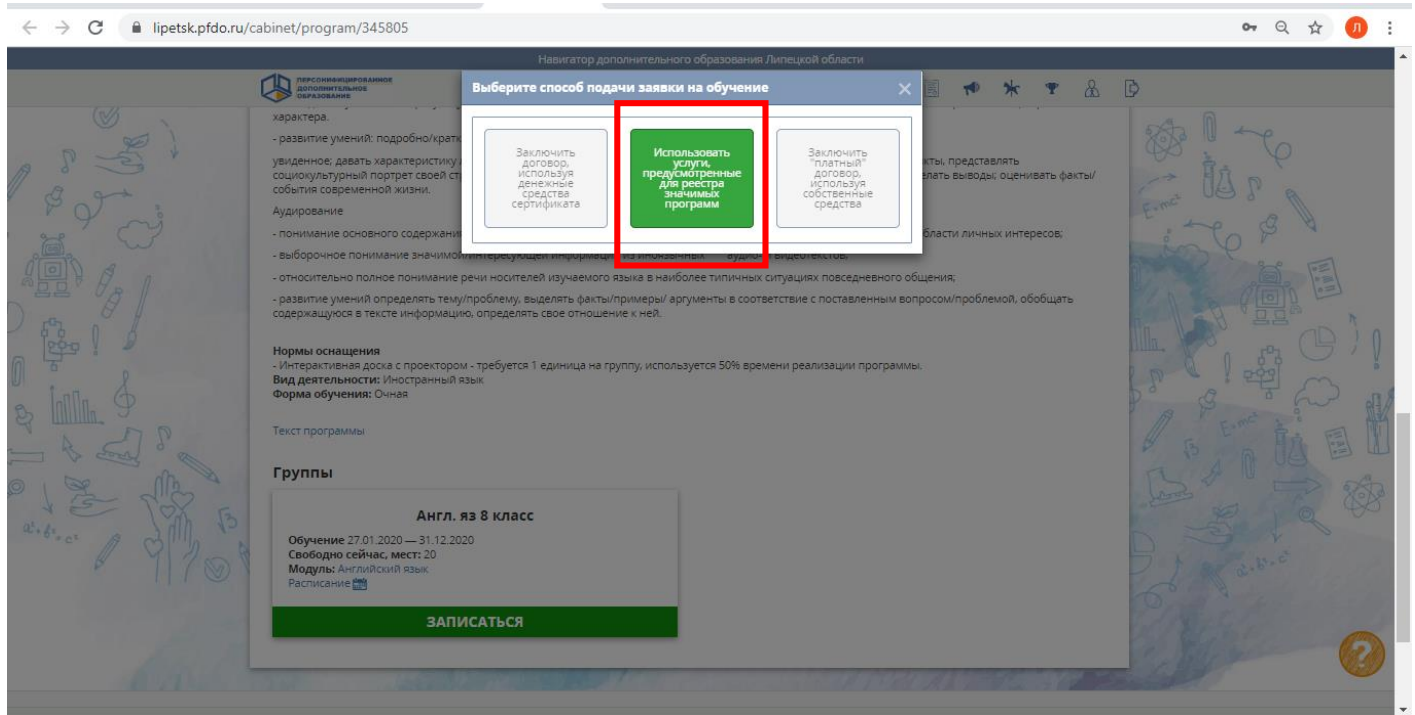 lipetsk.pfdo.ru/cabinet/program/345805
Л
Навигатор дополнительного образования Липецкой области
ПЕРСОНИФИЦИРОВАННОЕ
ДОПОЛНИТЕЛЬНОЕ
ОБРАЗОВАНИЕ
Выберите способ подачи заявки на обучение
Заключить
договор,
используя
денежные
средства
сертификата
Использовать
услуги,
предусмотренные
для реестра
значимых
программ
Заключить
"платный"
договор,
используя
собственные
средства
характера.
- развитие умений: подробно/кратк
увиденное; давать характеристику
кты, представлять
социокультурный портрет своей ст
елать выводы; оценивать факты/
события современной жизни.
Аудирование
- понимание основного содержани
бласти личных интересов;
- выборочное понимание значимой/интересующей информации из иноязычных аудио- и видеотекстов;
- относительно полное понимание речи носителей изучаемого языка в наиболее типичных ситуациях повседневного общения;
- развитие умений определять тему/проблему, выделять факты/примеры/ аргументы в соответствие с поставленным вопросом/проблемой, обобщать
содержащуюся в тексте информацию, определять свое отношение к ней.
Нормы оснащения
- Интерактивная доска с проектором - требуется 1 единица на группу, используется 50% времени реализации программы.
Вид деятельности: Иностранный язык
Форма обучения: Очная
Текст программы
Группы
Англ. яз 8 класс
Обучение 27.01.2020 — 31.12.2020
Свободно сейчас, мест: 20
Модуль: Английский язык
Расписание
ЗАПИСАТЬСЯ
?